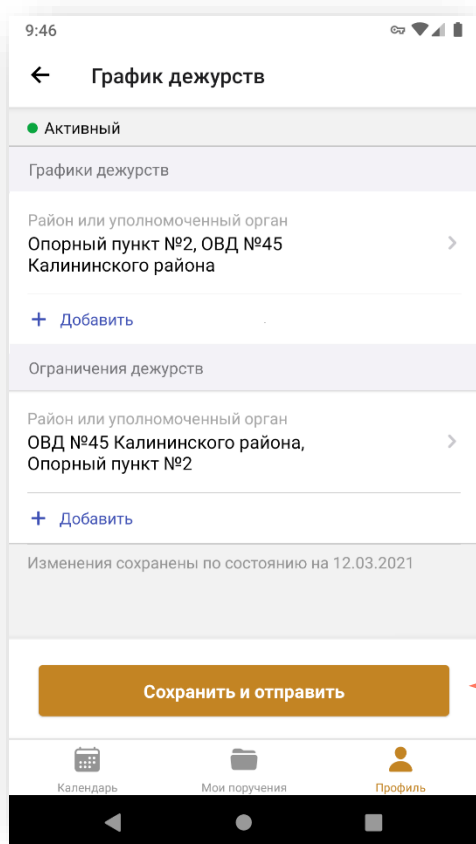 9:46
График дежурств
Активный
Графики дежурств
Район или уполномоченный орган
Опорный пункт №2, ОВД №45
Калининского района
+ Добавить
Ограничения дежурств
Район или уполномоченный орган
ОВД №45 Калининского района,
Опорный пункт №2
+ Добавить
Изменения сохранены по состоянию на 12.03.2021
Сохранить и отправить
Календарь Мои поручения Профиль